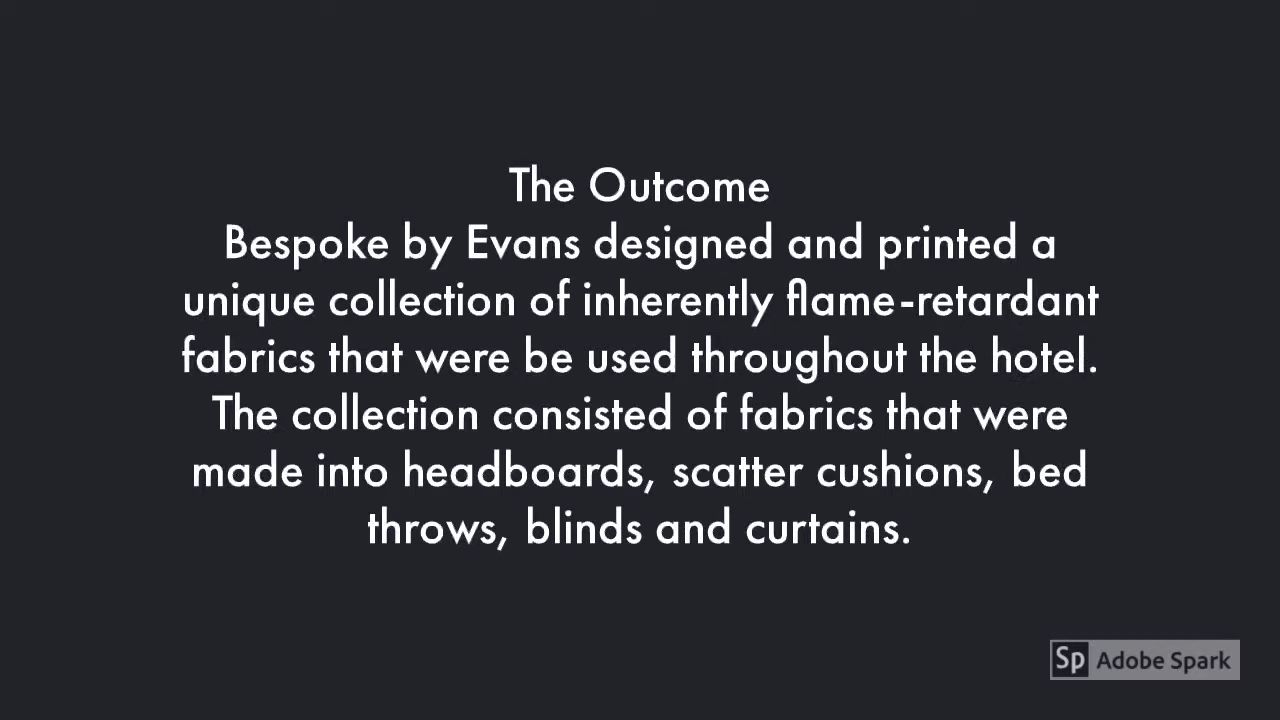 The Outcome
Bespoke by Evans designed and printed a
unique collection of inherently flame-retardant
fabrics that were be used throughout the hotel.
The collection consisted of fabrics that were
made into headboards, scatter cushions, bed
throws, blinds and curtains.
Sp Adobe Spark